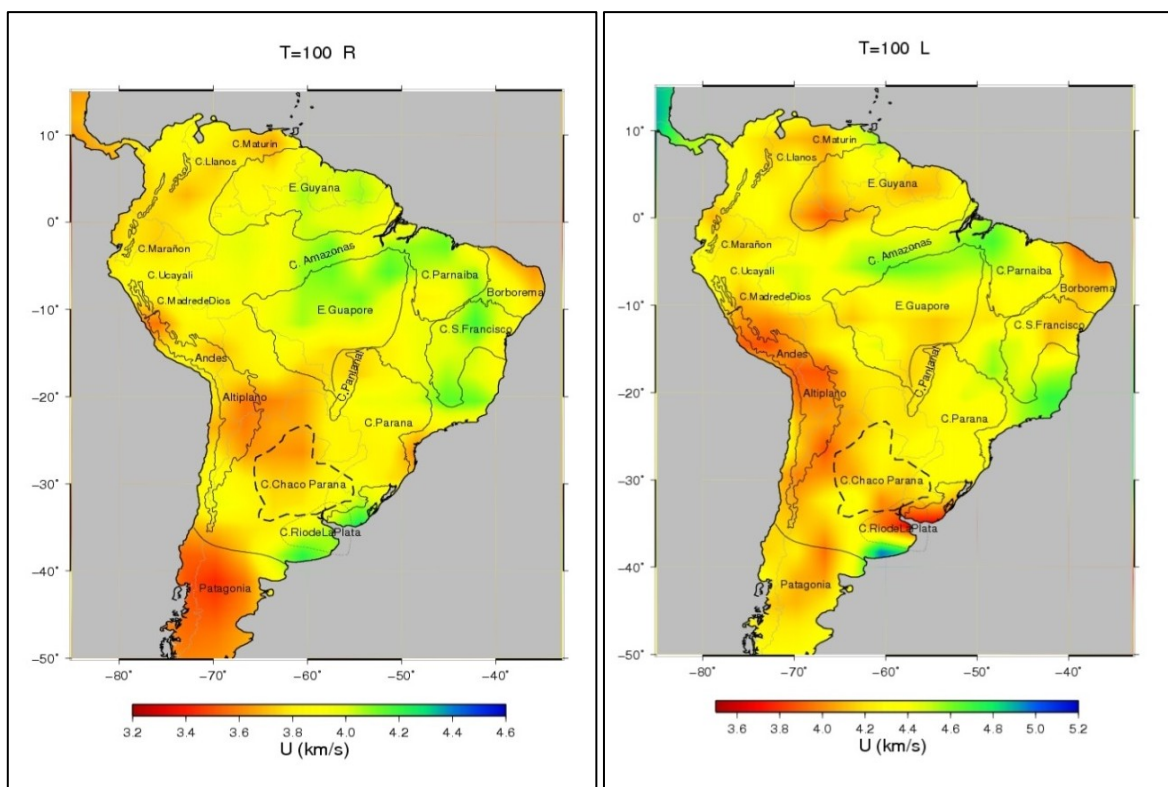 T=100 R
10°
0°
−10°
−20°
−30°
−40°
−50°
−80° −70° −60° −50° −40°
C.Maturin
C.Llanos
E.Guyana
C.Marañon
C. Amazonas
C.Ucayali
C.Parnaiba
C.MadredeDios
Borborema
E.Guapore
C.S.Francisco
Andes
C.Pantanal
Altiplano
C.Parana
C.Chaco Parana
C.RiodeLaPlata
Patagonia
3.2 3.4 3.6 3.8 4.0 4.2 4.4 4.6
U (km/s)
T=100 L
10°
0°
−10°
−20°
−30°
−40°
−50°
−80° −70° −60° −50° −40°
C.Maturin
C.Llanos
E.Guyana
C.Marañon
C. Amazonas
C.Ucayali
C.Parnaiba
C.MadredeDios
Borborema
E.Guapore
C.S.Francisco
Andes
C.Pantanal
Altiplano
C.Parana
C.Chaco Parana
C.RiodeLaPlata
Patagonia
3.6 3.8 4.0 4.2 4.4 4.6 4.8 5.0 5.2
U (km/s)